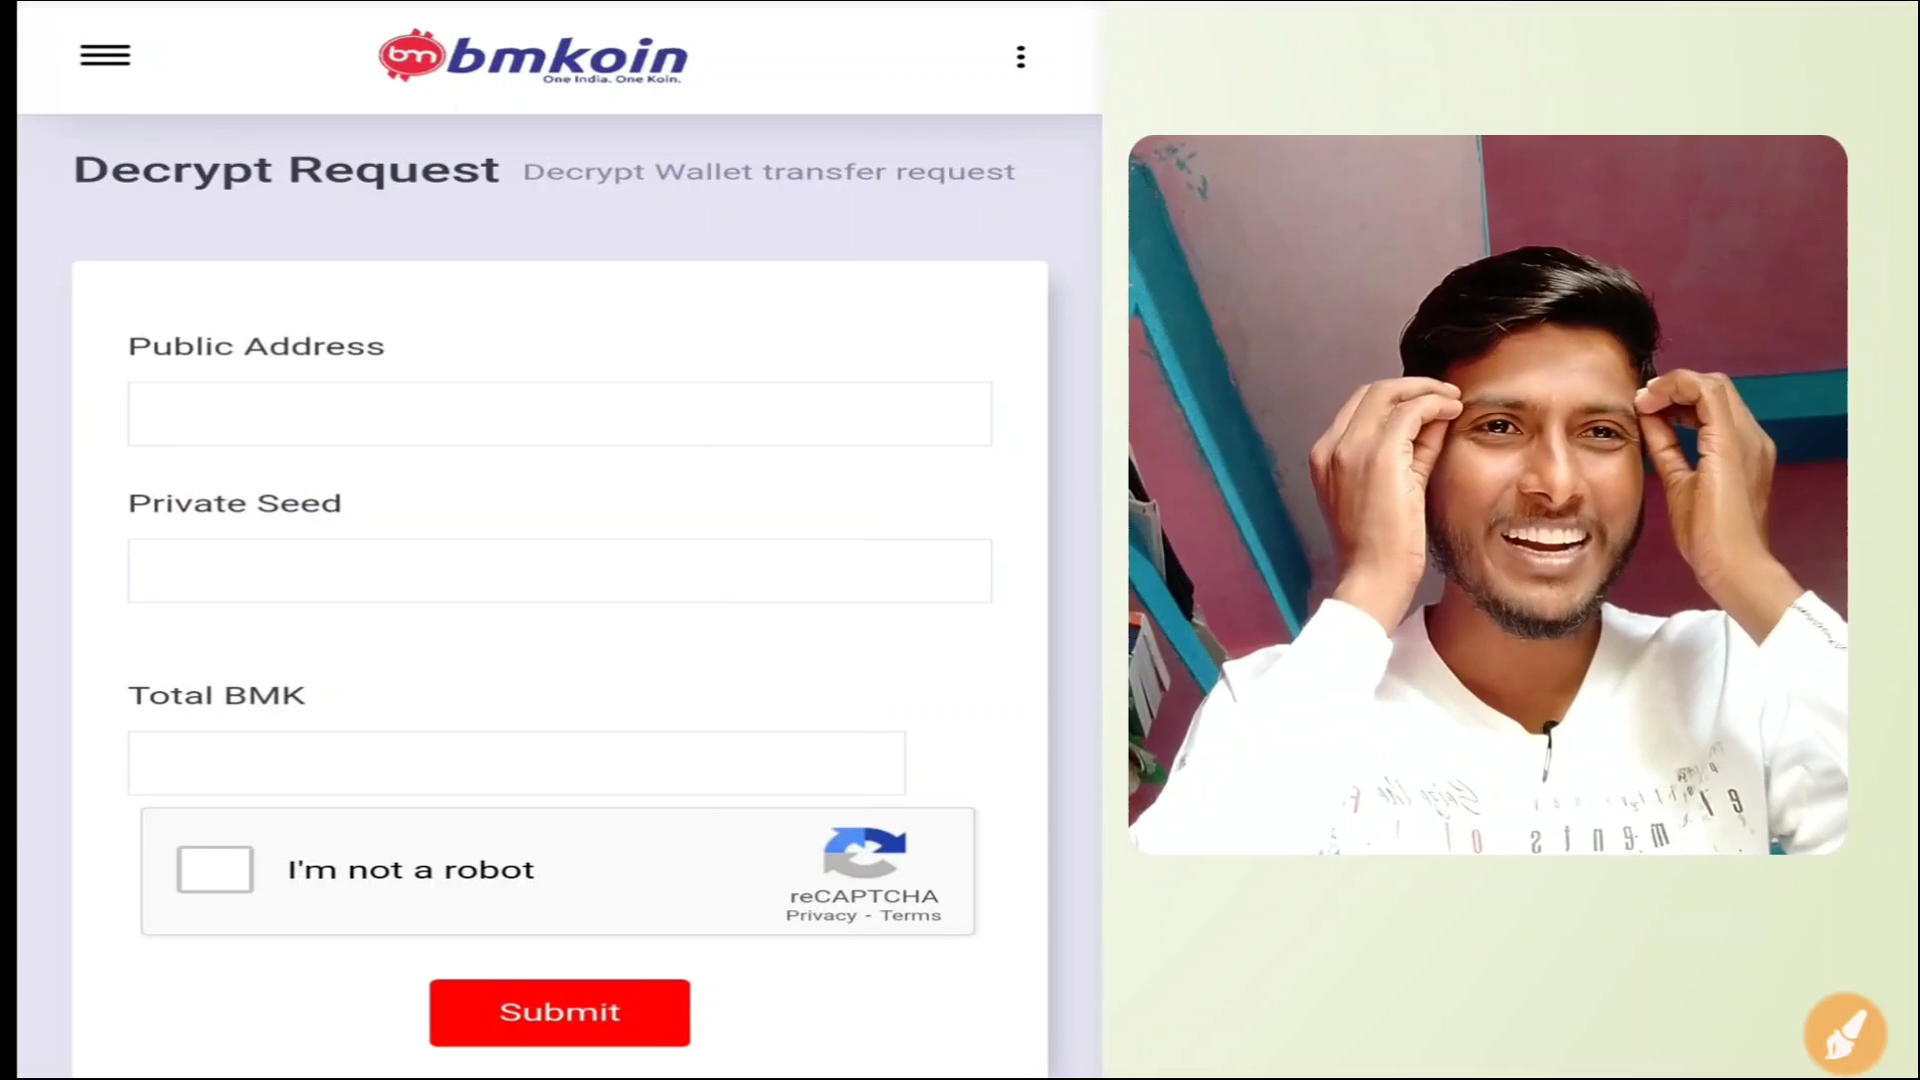 bm bmkoin
One India. One Koin.
Decrypt Request Decrypt Wallet transfer request
Public Address
Private Seed
Total BMK
I'm not a robot
reCAPTCHA
Privacy - Terms
Submit